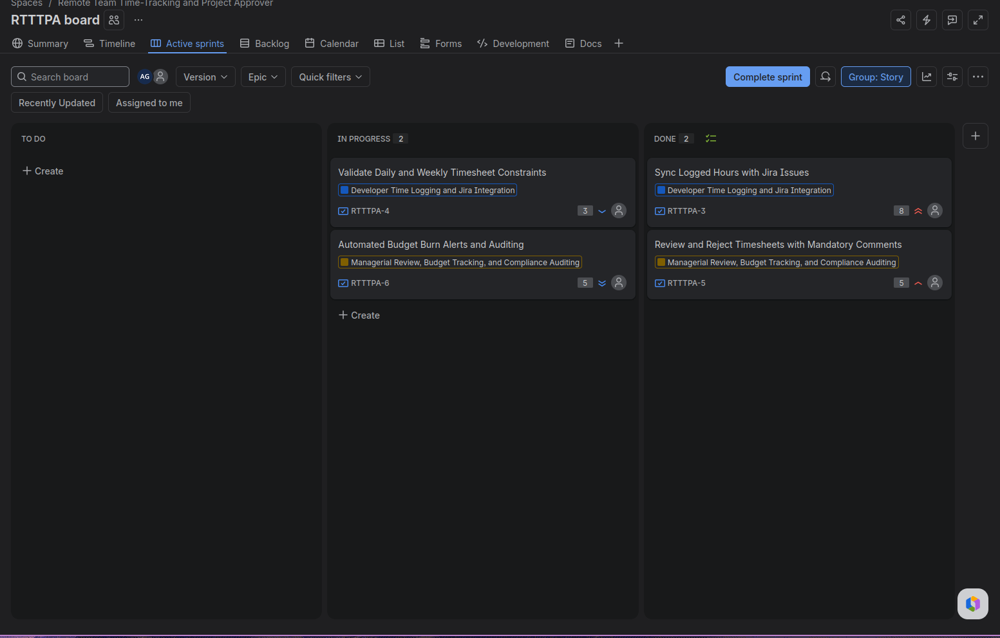 Spaces / Remote Team Time-Tracking and Project Approver
RTTTPA board
Summary Timeline Active sprints Backlog Calendar List Forms Development Docs
Search board AG Version Epic Quick filters Complete sprint Group: Story
Recently Updated Assigned to me
TO DO
Create
IN PROGRESS 2
Validate Daily and Weekly Timesheet Constraints
Developer Time Logging and Jira Integration
RTTTPA-4 3
Automated Budget Burn Alerts and Auditing
Managerial Review, Budget Tracking, and Compliance Auditing
RTTTPA-6 5
Create
DONE 2
Sync Logged Hours with Jira Issues
Developer Time Logging and Jira Integration
RTTTPA-3 8
Review and Reject Timesheets with Mandatory Comments
Managerial Review, Budget Tracking, and Compliance Auditing
RTTTPA-5 5